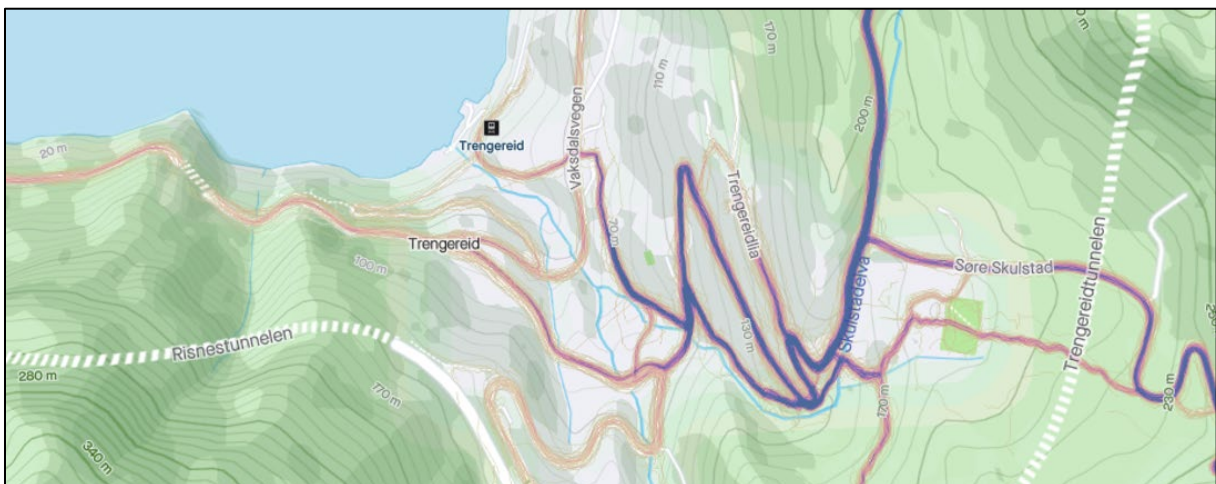 170 m
110 m
200 m
20 m
Trengereid
Vaksdalsvegen
Trengereidlia
70 m
Trengereid
100 m
Søre Skulstad
Skulstadelva
Trengereidtunnelen
Risnestunnelen
130 m
280 m
170 m
120 m
230 m
340 m